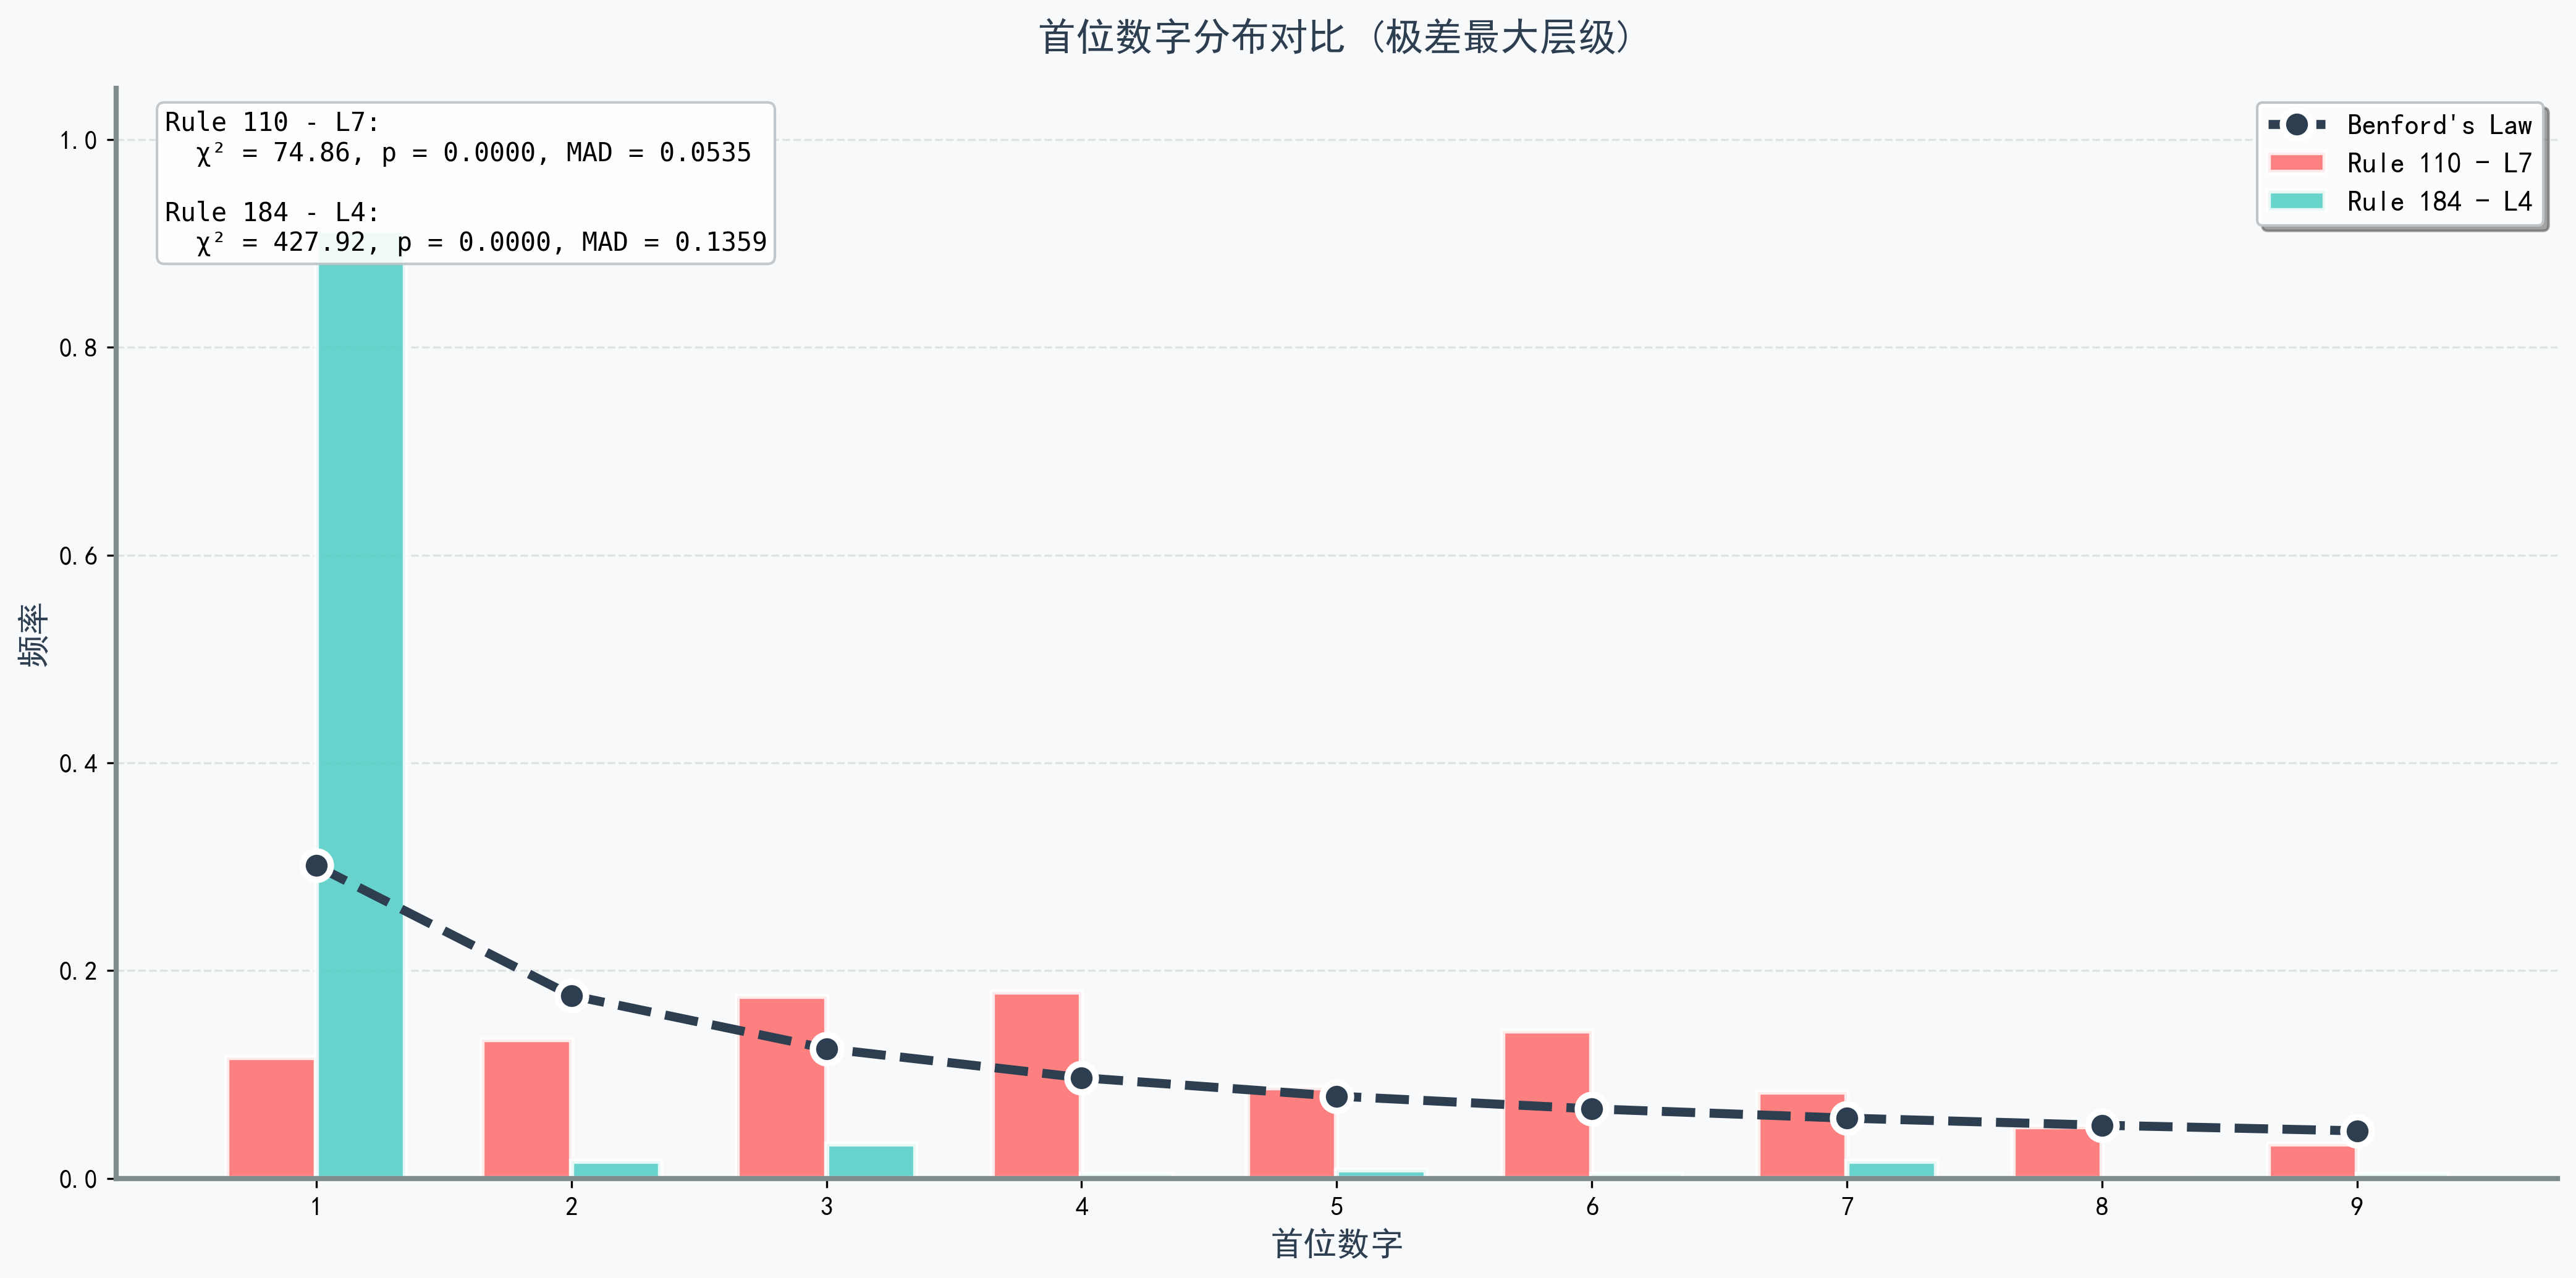 首位数字分布对比 (极差最大层级)
Rule 110 - L7:
χ² = 74.86, p = 0.0000, MAD = 0.0535
Rule 184 - L4:
χ² = 427.92, p = 0.0000, MAD = 0.1359
Benford's Law
Rule 110 - L7
Rule 184 - L4
频率
1.0
0.8
0.6
0.4
0.2
0.0
1 2 3 4 5 6 7 8 9
首位数字